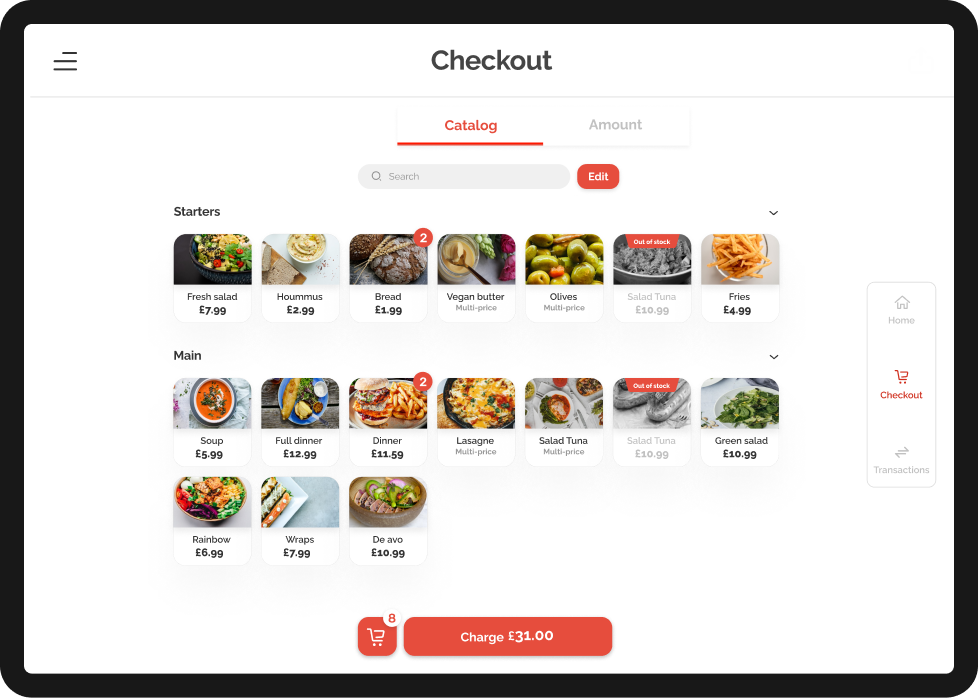 Checkout
Catalog
Amount
Search
Edit
Starters
2
Out of stock
Fresh salad
£7.99
Hoummus
£2.99
Bread
£1.99
Vegan butter
Multi-price
Olives
Multi-price
Salad Tuna
£10.99
Fries
£4.99
Home
Main
2
Out of stock
Checkout
Soup
£5.99
Full dinner
£12.99
Dinner
£11.59
Lasagne
Multi-price
Salad Tuna
Multi-price
Salad Tuna
£10.99
Green salad
£10.99
Transactions
Rainbow
£6.99
Wraps
£7.99
De avo
£10.99
8
Charge £31.00